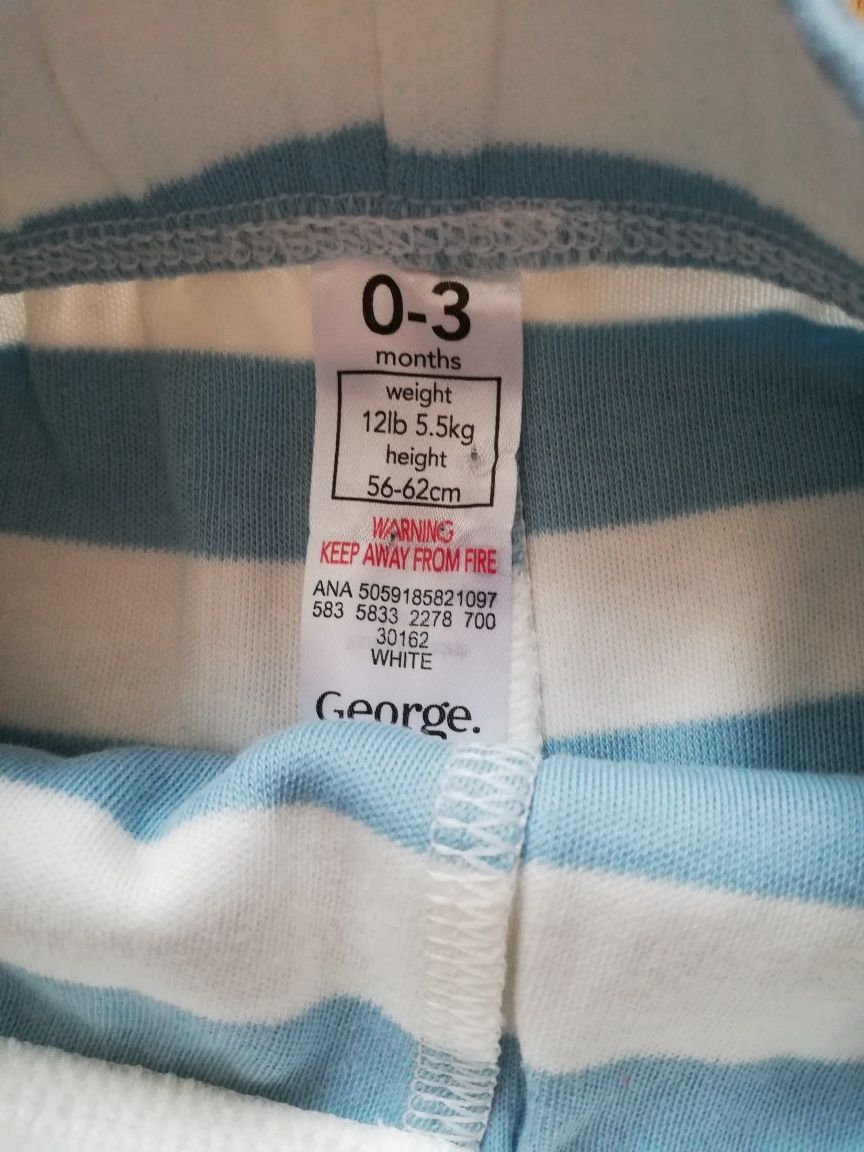 0-3
months
weight
12lb 5.5kg
height
56-62cm
WARNING
KEEP AWAY FROM FIRE
ANA 5059185821097
583 5833 2278 700
30162
WHITE
George.